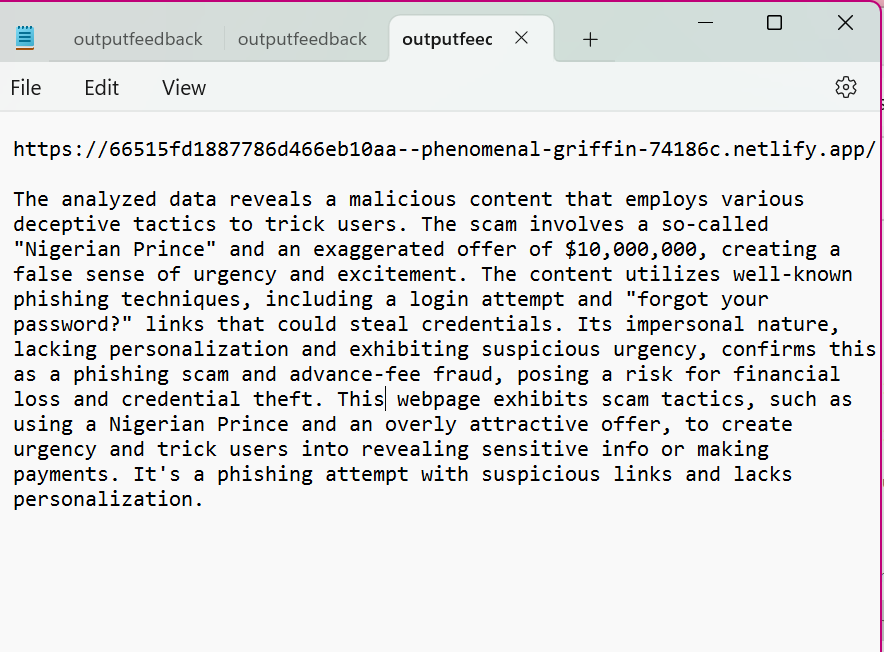 outputfeedback
outputfeedback
outputfeec
File
Edit
View
https://66515fd1887786d466eb10aa--phenomenal-griffin-74186c.netlify.app/
The analyzed data reveals a malicious content that employs various
deceptive tactics to trick users. The scam involves a so-called
"Nigerian Prince" and an exaggerated offer of $10,000,000, creating a
false sense of urgency and excitement. The content utilizes well-known
phishing techniques, including a login attempt and "forgot your
password?" links that could steal credentials. Its impersonal nature,
lacking personalization and exhibiting suspicious urgency, confirms this
as a phishing scam and advance-fee fraud, posing a risk for financial
loss and credential theft. This webpage exhibits scam tactics, such as
using a Nigerian Prince and an overly attractive offer, to create
urgency and trick users into revealing sensitive info or making
payments. It's a phishing attempt with suspicious links and lacks
personalization.